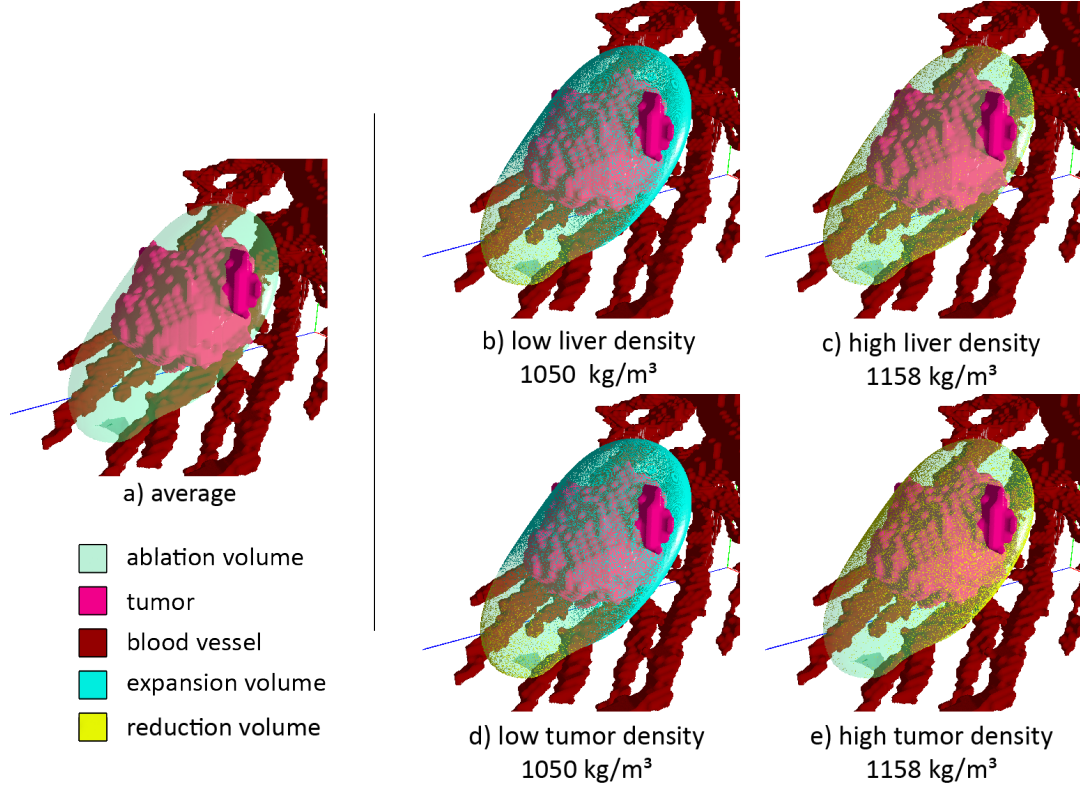 b) low liver density
1050 kg/m³
c) high liver density
1158 kg/m³
a) average
ablation volume
tumor
blood vessel
expansion volume
reduction volume
d) low tumor density
1050 kg/m³
e) high tumor density
1158 kg/m³